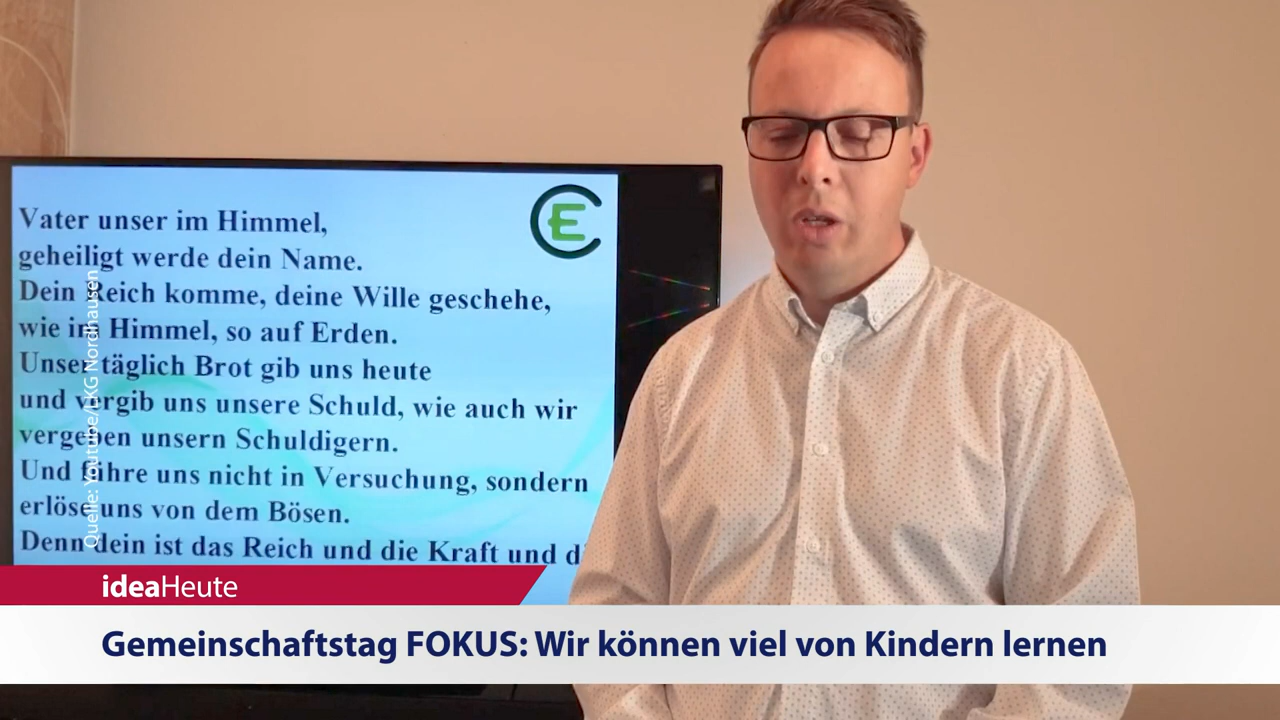 Vater unser im Himmel,
geheiligt werde dein Name.
Dein Reich komme, deine Wille geschehe,
wie im Himmel, so auf Erden.
Unser täglich Brot gib uns heute
und vergib uns unsere Schuld, wie auch wir
vergeben unsern Schuldigern.
Und führe uns nicht in Versuchung, sondern
erlöse uns von dem Bösen.
Denn dein ist das Reich und die Kraft und di
EC
Quelle: Youtube/LKG Nordhausen
ideaHeute
Gemeinschaftstag FOKUS: Wir können viel von Kindern lernen